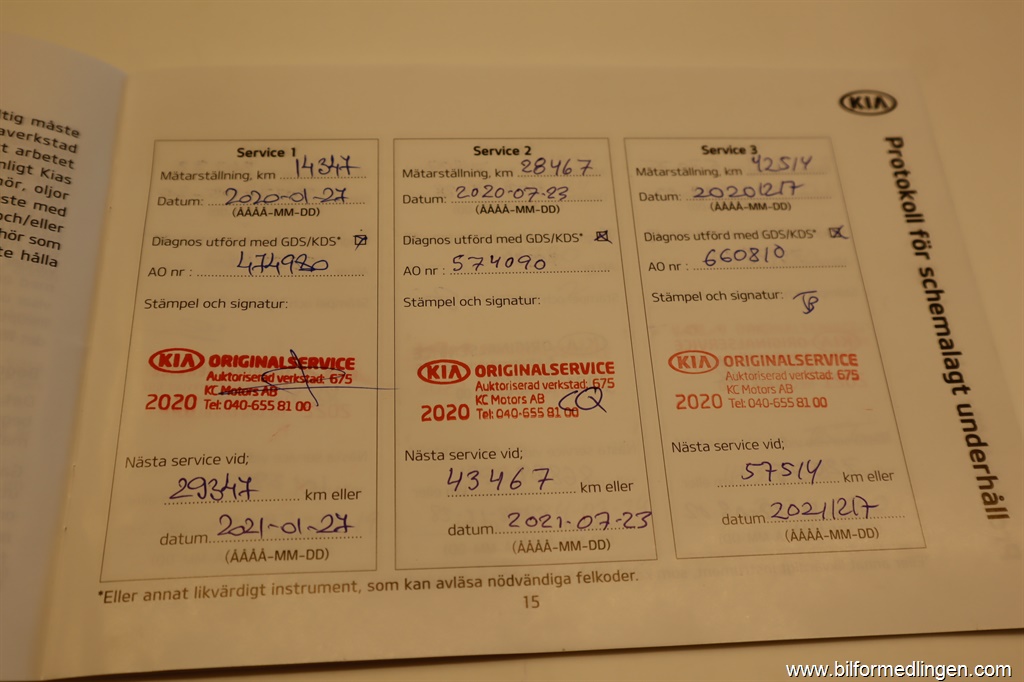 ltig måste
averkstad
t arbetet
nligt Kias
hör, oljor
ste med
och/eller
hör som
te hålla
KIA
Protokoll för schemalagt underhåll
Service 1
Mätarställning, km 14347
Datum: 2020-01-27
(ÅÅÅÅ-MM-DD)
Diagnos utförd med GDS/KDS*
AO nr : 474980
Stämpel och signatur:
KIA ORIGINALSERVICE
Auktoriserad verkstad: 675
KC Motors AB
2020 Tel: 040-655 81 00
Nästa service vid;
29347 km eller
datum 2021-01-27
(ÅÅÅÅ-MM-DD)
Service 2
Mätarställning, km 28467
Datum: 2020-07-23
(ÅÅÅÅ-MM-DD)
Diagnos utförd med GDS/KDS*
AO nr : 574090
Stämpel och signatur:
KIA ORIGINALSERVICE
Auktoriserad verkstad: 675
KC Motors AB
2020 Tel: 040-655 81 00
Nästa service vid;
43467 km eller
datum 2021-07-23
(ÅÅÅÅ-MM-DD)
Service 3
Mätarställning, km 42514
Datum: 20201217
(ÅÅÅÅ-MM-DD)
Diagnos utförd med GDS/KDS*
AO nr : 660810
Stämpel och signatur:
KIA ORIGINALSERVICE
Auktoriserad verkstad: 675
KC Motors AB
2020 Tel: 040-655 81 00
Nästa service vid;
57514 km eller
datum 20211217
(ÅÅÅÅ-MM-DD)
*Eller annat likvärdigt instrument, som kan avläsa nödvändiga felkoder.
15
www.bilformedlingen.com